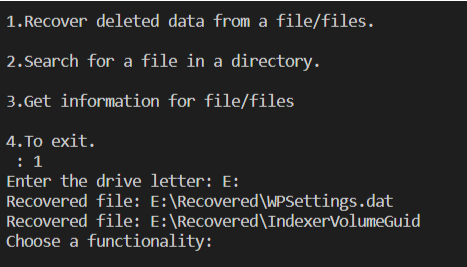 1.Recover deleted data from a file/files.
2.Search for a file in a directory.
3.Get information for file/files
4.To exit.
: 1
Enter the drive letter: E:
Recovered file: E:\Recovered\WPSettings.dat
Recovered file: E:\Recovered\IndexerVolumeGuid
Choose a functionality: